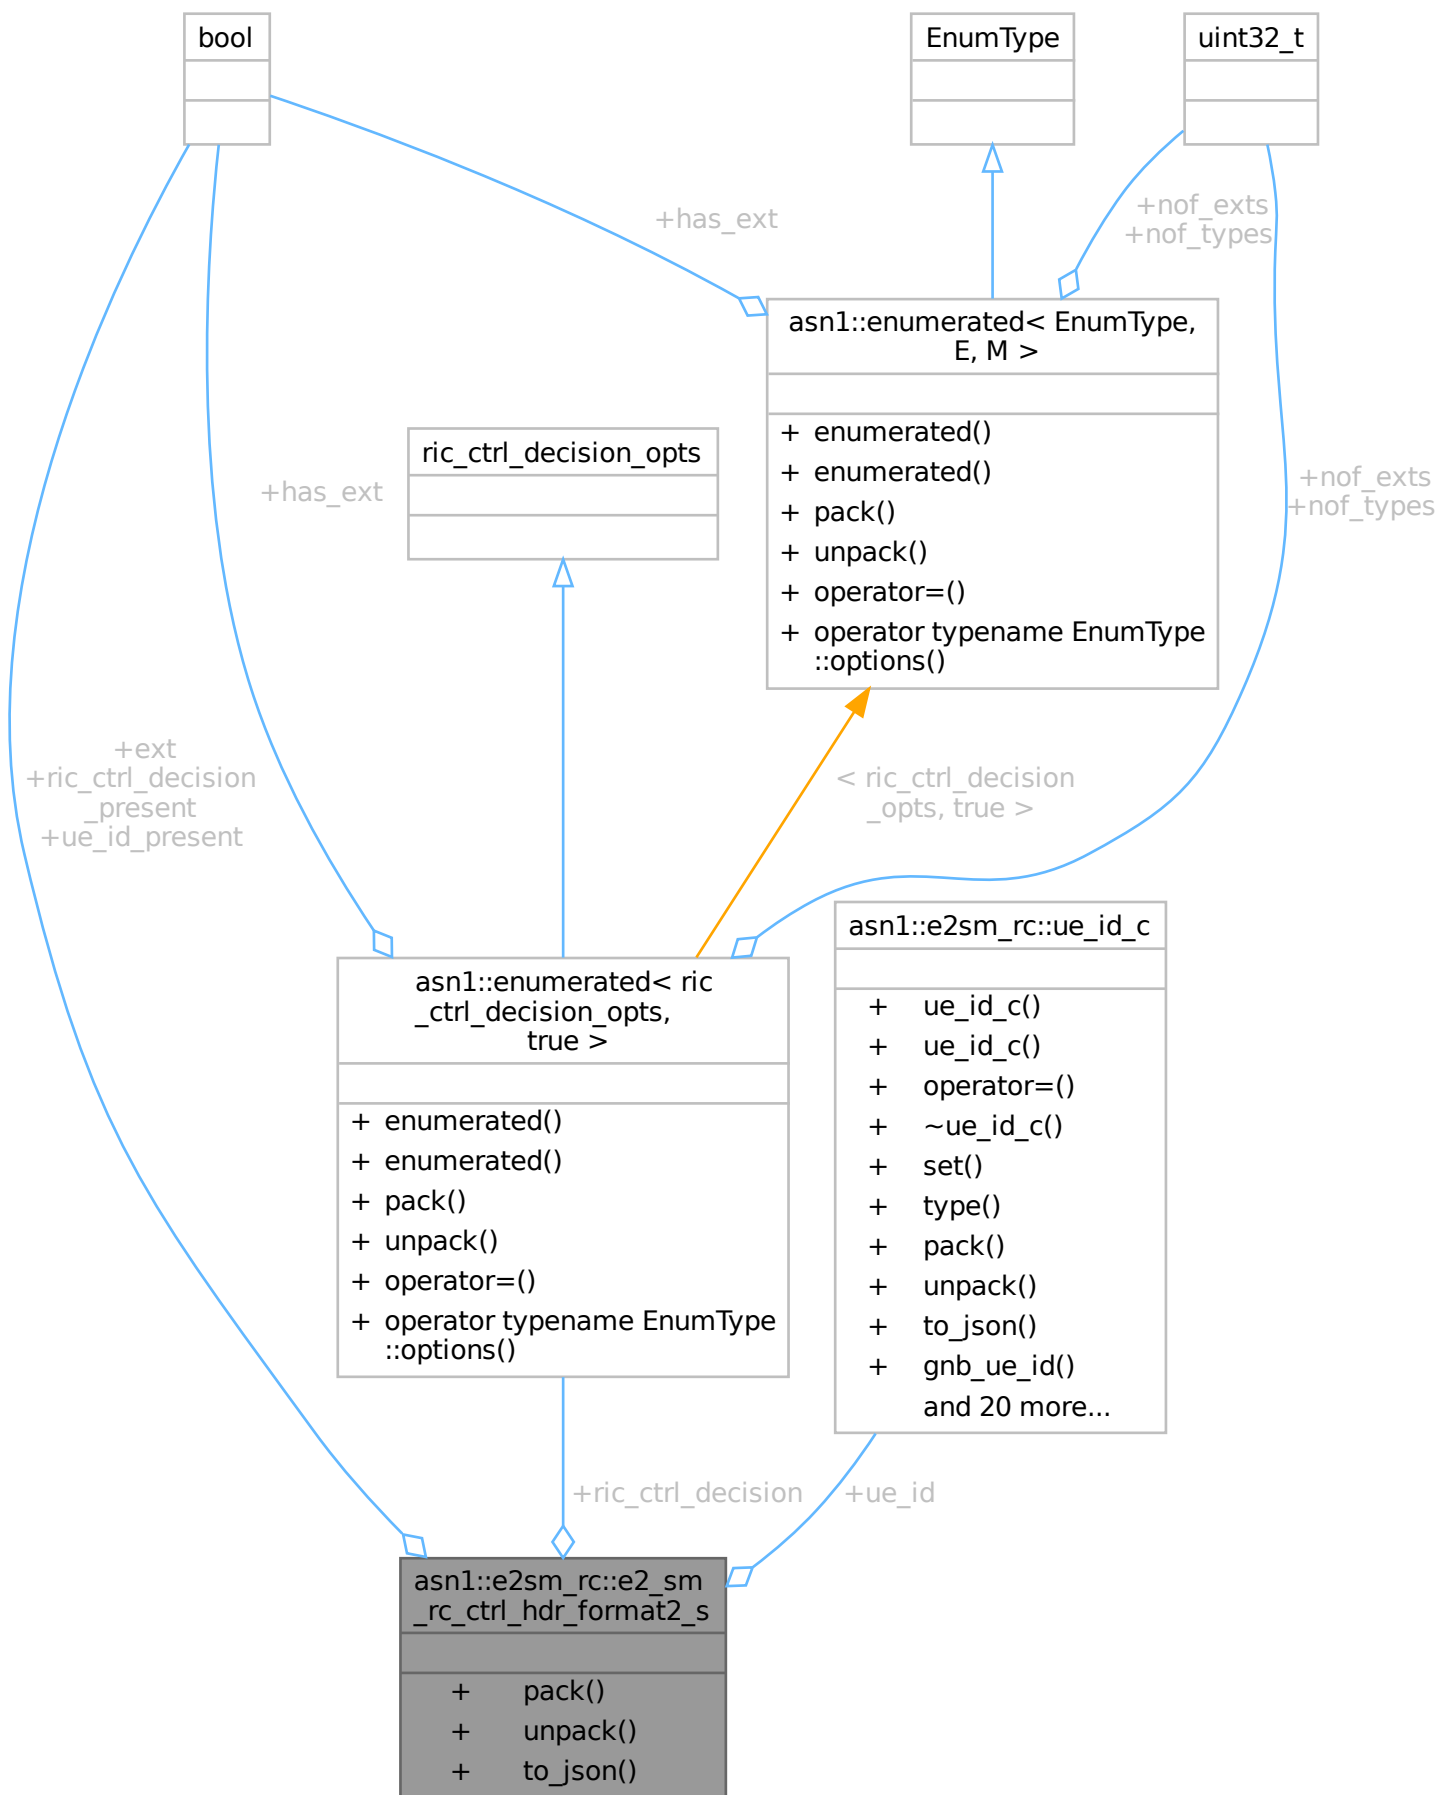 bool
EnumType
uint32_t
+has_ext
+nof_exts
+nof_types
asn1::enumerated< EnumType,
E, M >
+ enumerated()
+ enumerated()
+ pack()
+ unpack()
+ operator=()
+ operator typename EnumType
::options()
ric_ctrl_decision_opts
+has_ext
+nof_exts
+nof_types
+ext
+ric_ctrl_decision
_present
+ue_id_present
< ric_ctrl_decision
_opts, true >
asn1::enumerated< ric
_ctrl_decision_opts,
true >
+ enumerated()
+ enumerated()
+ pack()
+ unpack()
+ operator=()
+ operator typename EnumType
::options()
asn1::e2sm_rc::ue_id_c
+ ue_id_c()
+ ue_id_c()
+ operator=()
+ ~ue_id_c()
+ set()
+ type()
+ pack()
+ unpack()
+ to_json()
+ gnb_ue_id()
and 20 more...
+ric_ctrl_decision
+ue_id
asn1::e2sm_rc::e2_sm
_rc_ctrl_hdr_format2_s
+ pack()
+ unpack()
+ to_json()